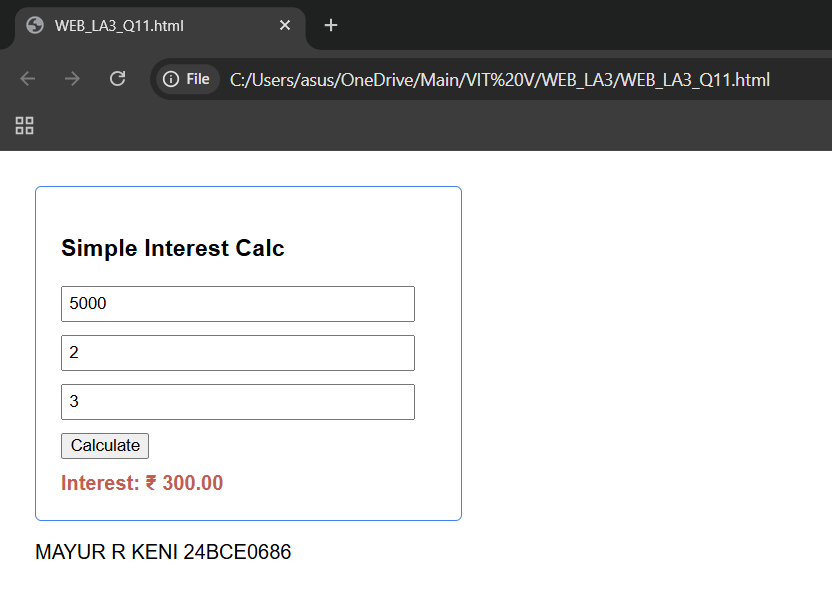 WEB_LA3_Q11.html
File C:/Users/asus/OneDrive/Main/VIT%20V/WEB_LA3/WEB_LA3_Q11.html
Simple Interest Calc
5000
2
3
Calculate
Interest: ₹ 300.00
MAYUR R KENI 24BCE0686